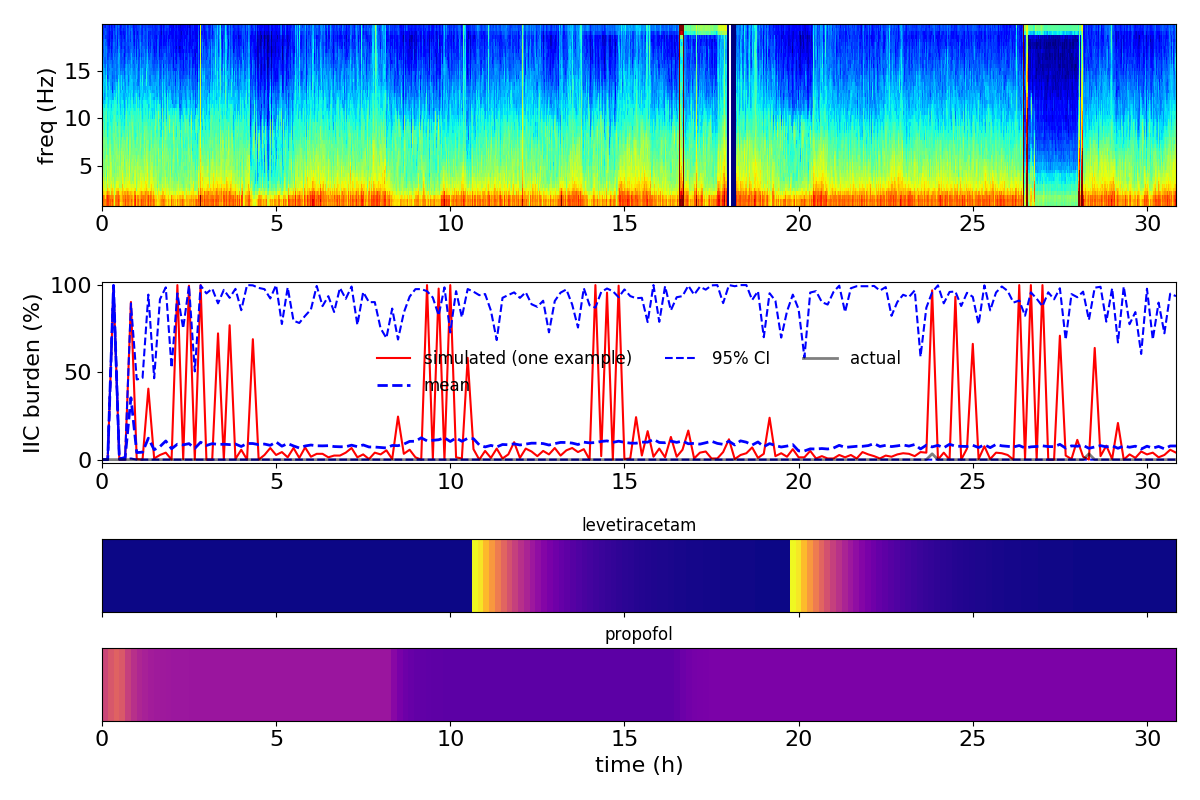 freq (Hz)
15
10
5
0 5 10 15 20 25 30
IIC burden (%)
100
50
0
simulated (one example) 95% CI actual
mean
0 5 10 15 20 25 30
levetiracetam
propofol
0 5 10 15 20 25 30
time (h)